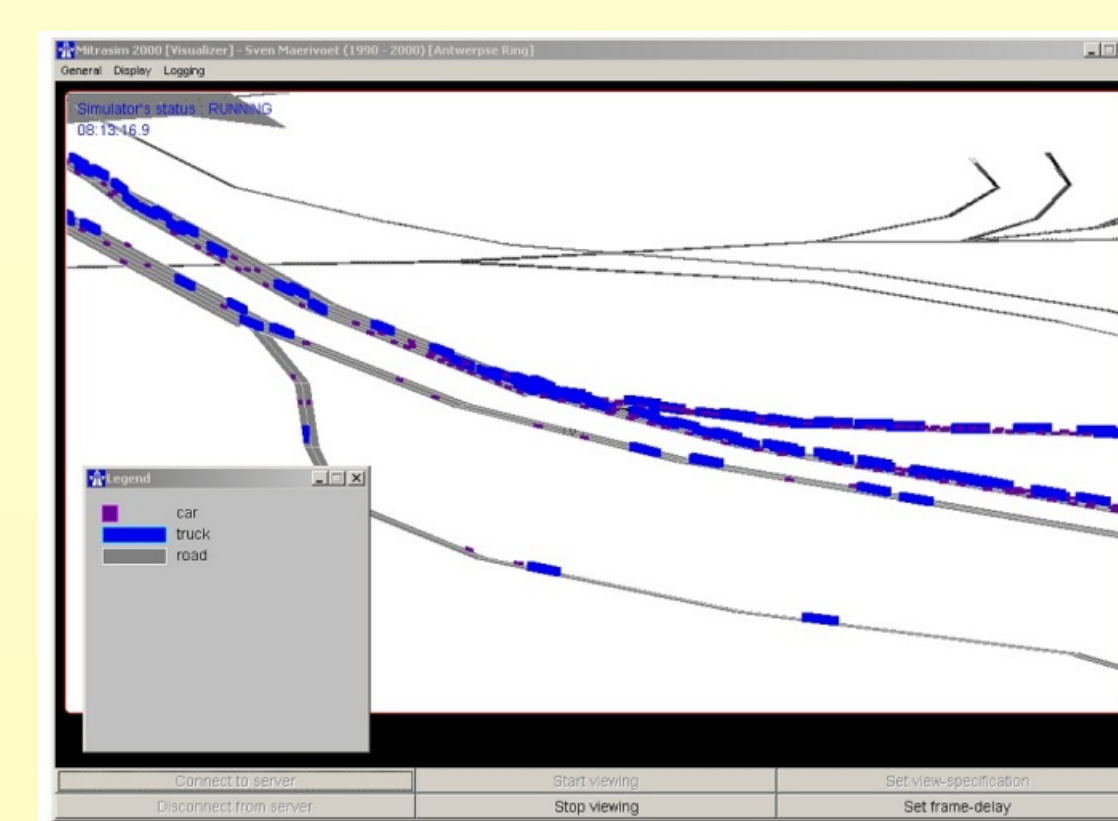 Mitrasim 2000 [Visualizer] - Sven Maerivoet (1990 - 2000) [Antwerpse Ring]
General Display Logging
Simulator's status : RUNNING
08:13:16.9
Legend
car
truck
road
Connect to server Start viewing Set view-specification
Disconnect from server Stop viewing Set frame-delay